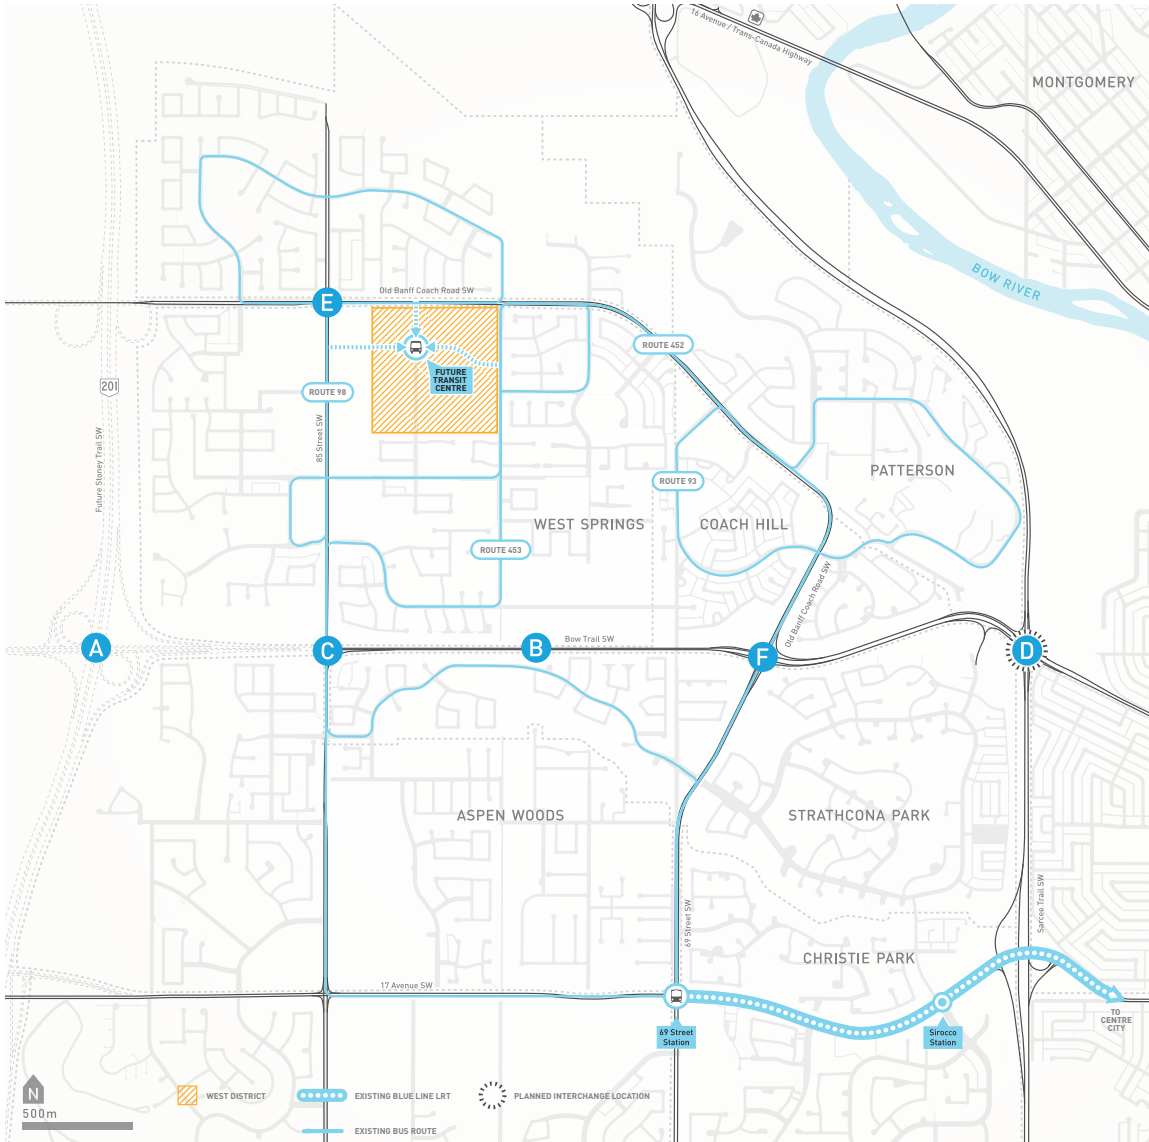 16 Avenue / Trans-Canada Highway
MONTGOMERY
BOW RIVER
E
Old Banff Coach Road SW
ROUTE 452
FUTURE
TRANSIT
CENTRE
201
ROUTE 98
85 Street SW
Future Stoney Trail SW
PATTERSON
ROUTE 93
WEST SPRINGS
COACH HILL
ROUTE 453
Old Banff Coach Road SW
Bow Trail SW
A
C
B
F
D
ASPEN WOODS
STRATHCONA PARK
69 Street SW
Sarcee Trail SW
CHRISTIE PARK
17 Avenue SW
TO
CENTRE
CITY
69 Street
Station
Sirocco
Station
N
500m
WEST DISTRICT
EXISTING BLUE LINE LRT
PLANNED INTERCHANGE LOCATION
EXISTING BUS ROUTE